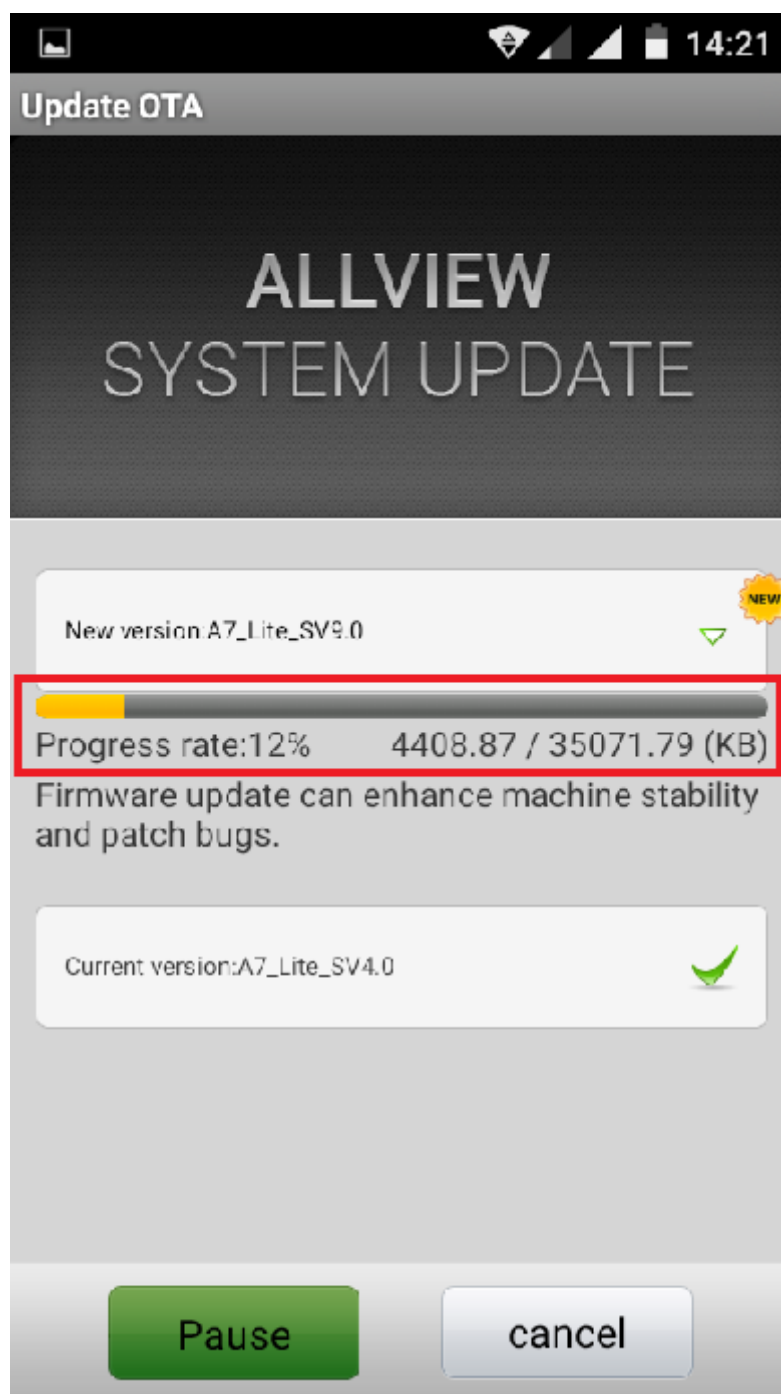 14:21
Update OTA
ALLVIEW
SYSTEM UPDATE
NEW
New version:A7_Lite_SV9.0
Progress rate:12% 4408.87 / 35071.79 (KB)
Firmware update can enhance machine stability
and patch bugs.
Current version:A7_Lite_SV4.0
Pause cancel